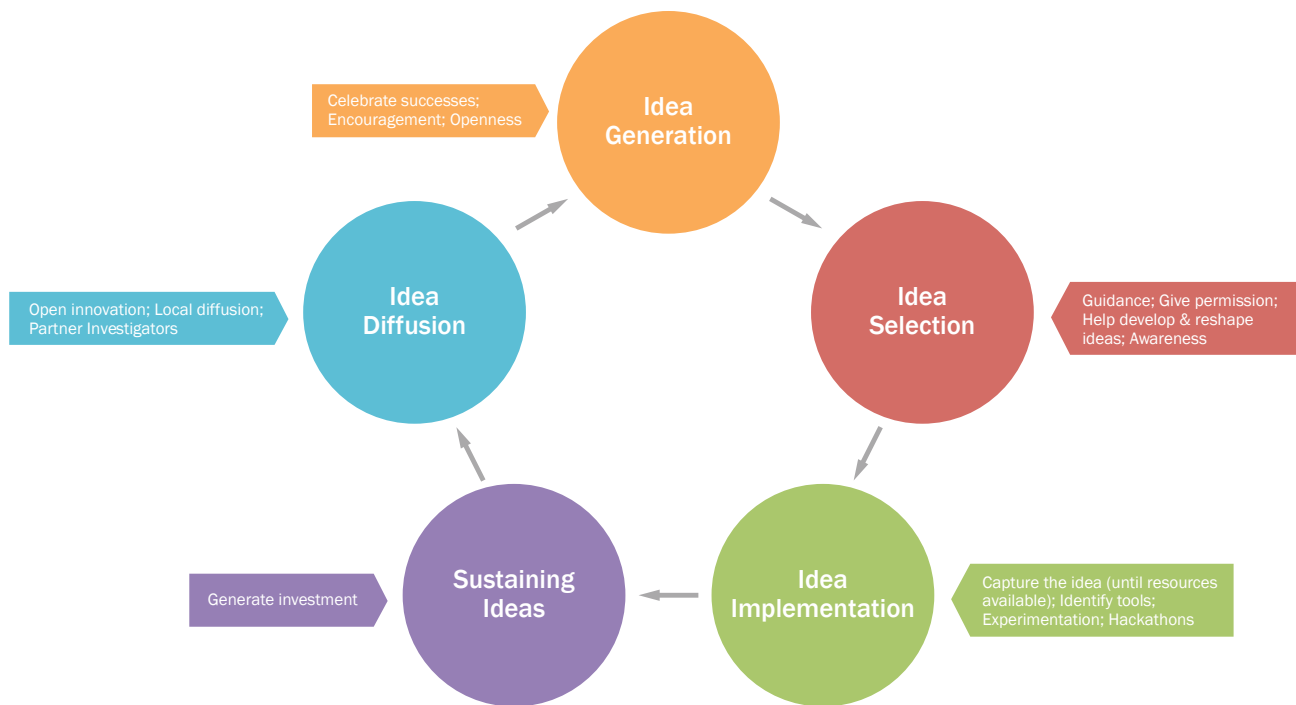 Idea
Generation
Celebrate successes;
Encouragement; Openness
Idea
Selection
Guidance; Give permission;
Help develop & reshape
ideas; Awareness
Idea
Implementation
Capture the idea (until resources
available); Identify tools;
Experimentation; Hackathons
Sustaining
Ideas
Generate investment
Idea
Diffusion
Open innovation; Local diffusion;
Partner Investigators